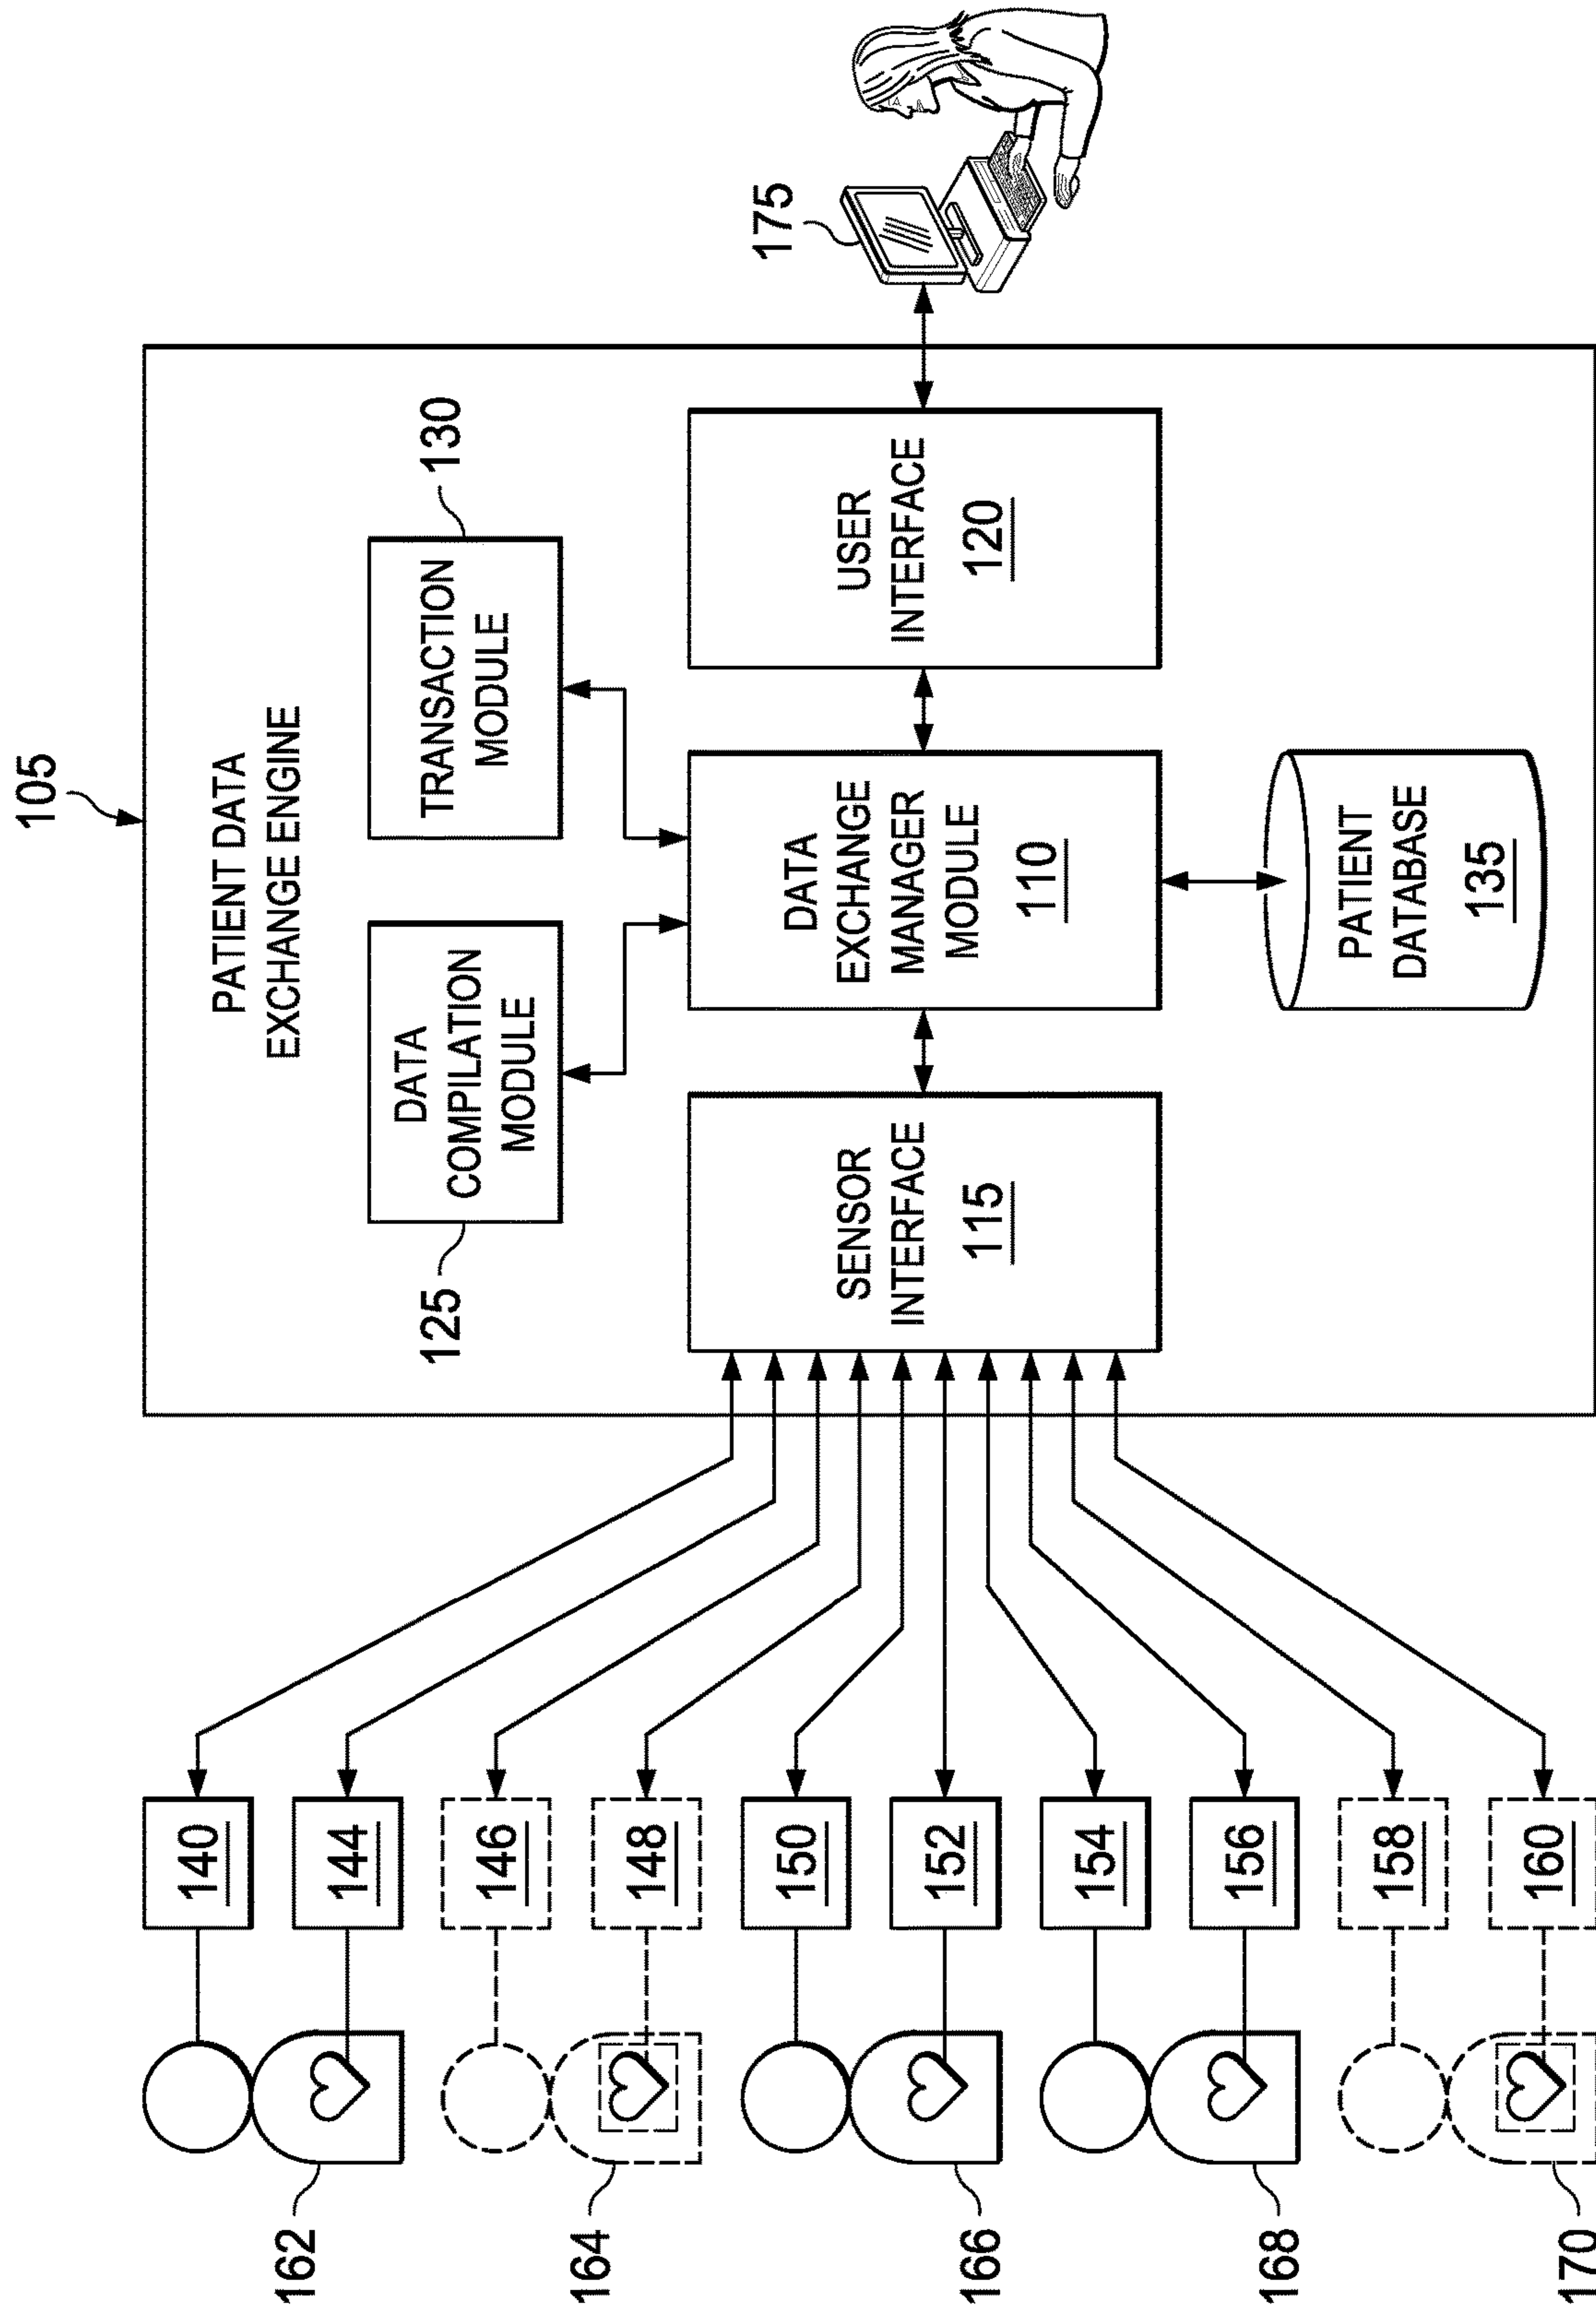 105
PATIENT DATA
EXCHANGE ENGINE
125
DATA
COMPILATION
MODULE
TRANSACTION
MODULE
130
SENSOR
INTERFACE
115
DATA
EXCHANGE
MANAGER
MODULE
110
USER
INTERFACE
120
175
PATIENT
DATABASE
135
162
140
144
164
146
148
166
150
152
168
154
156
170
158
160